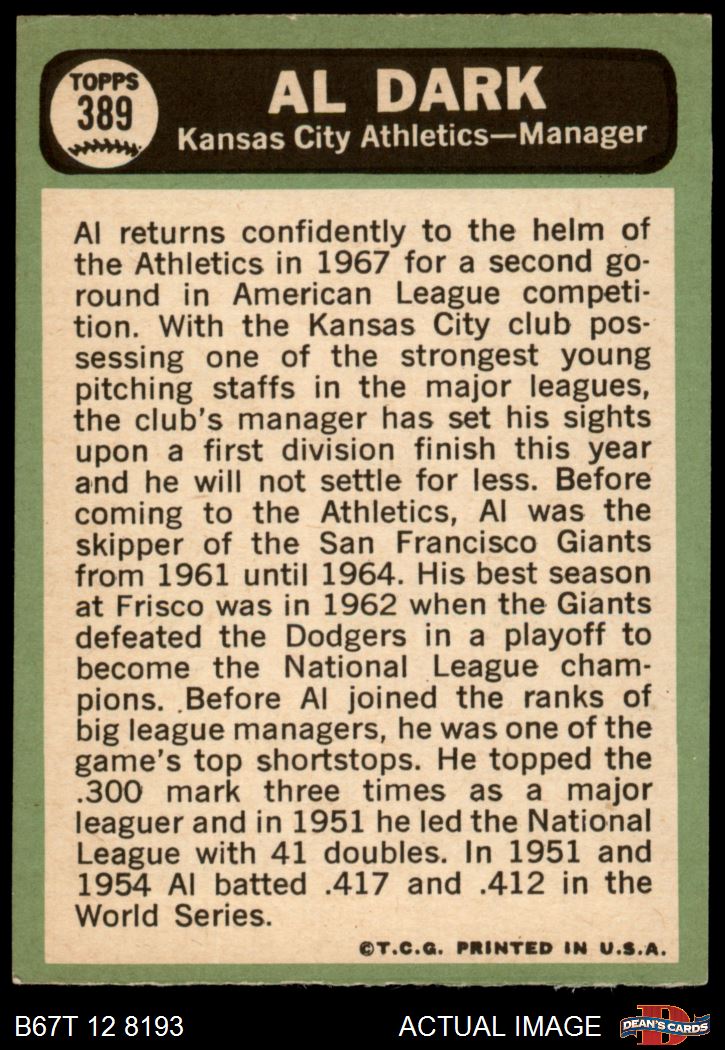 TOPPS
389
AL DARK
Kansas City Athletics—Manager
Al returns confidently to the helm of
the Athletics in 1967 for a second go-
round in American League competi-
tion. With the Kansas City club pos-
sessing one of the strongest young
pitching staffs in the major leagues,
the club's manager has set his sights
upon a first division finish this year
and he will not settle for less. Before
coming to the Athletics, Al was the
skipper of the San Francisco Giants
from 1961 until 1964. His best season
at Frisco was in 1962 when the Giants
defeated the Dodgers in a playoff to
become the National League cham-
pions. Before Al joined the ranks of
big league managers, he was one of the
game's top shortstops. He topped the
.300 mark three times as a major
leaguer and in 1951 he led the National
League with 41 doubles. In 1951 and
1954 Al batted .417 and .412 in the
World Series.
©T.C.G. PRINTED IN U.S.A.
B67T 12 8193
ACTUAL IMAGE
D
DEAN'S CARDS